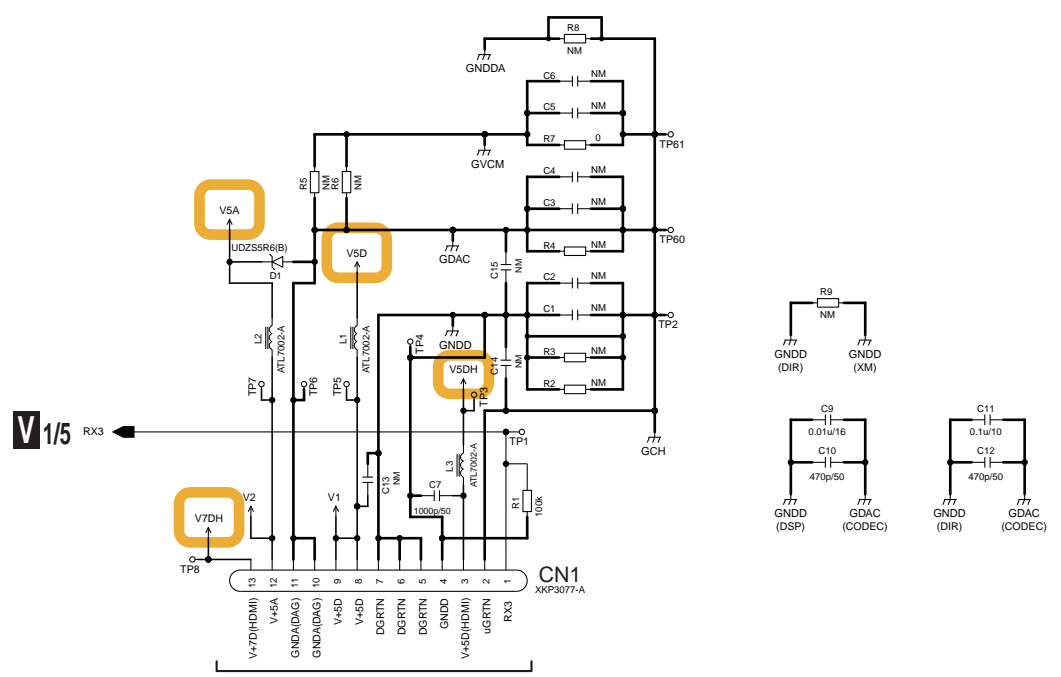 R8
NM
GNDDA
C6 NM
C5 NM
R7 0
TP61
GVCM
R5 NM R6 NM
C4 NM
C3 NM
R4 NM
TP60
V5A
UDZS5R6(B)
D1
V5D
GDAC
C15 NM
C2 NM
C1 NM
TP2
R3 NM
R2 NM
L2 ATL7002-A
L1 ATL7002-A
TP4
GNDD
C14 NM
V5DH
TP3
TP7 TP6 TP5
R9
NM
GNDD GNDD
(DIR) (XM)
V 1/5 RX3
TP1
GCH
C13 NM
L3 ATL7002-A
C7
1000p/50
R1 100k
C9
0.01u/16
C10
470p/50
GNDD GDAC
(DSP) (CODEC)
C11
0.1u/10
C12
470p/50
GNDD GDAC
(DIR) (CODEC)
V7DH
V2 V1
TP8
13 12 11 10 9 8 7 6 5 4 3 2 1
CN1
XKP3077-A
V+7D(HDMI)
V+5A
GNDA(DAG)
GNDA(DAG)
V+5D
V+5D
DGRTN
DGRTN
DGRTN
GNDD
V+5D(HDMI)
uGRTN
RX3